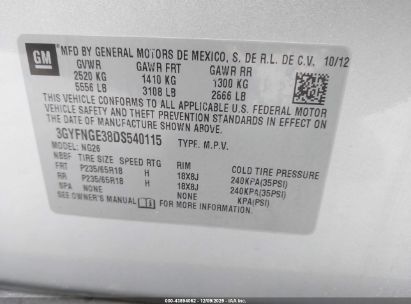 GM
MFD BY GENERAL MOTORS DE MEXICO, S. DE R.L. DE C.V. 10/12
GVWR GAWR FRT GAWR RR
2520 KG 1410 KG 1300 KG
5556 LB 3108 LB 2866 LB
THIS VEHICLE CONFORMS TO ALL APPLICABLE U.S. FEDERAL MOTOR
VEHICLE SAFETY AND THEFT PREVENTION STANDARDS IN EFFECT ON
THE DATE OF MANUFACTURE SHOWN ABOVE.
3GYFNGE38DS540115 TYPE: M.P.V.
NBBF NG26
TIRE SIZE SPEED RTG RIM COLD TIRE PRESSURE
FRT P235/65R18 H 18X8J 240KPA(35PSI)
RR P235/65R18 H 18X8J 240KPA(35PSI)
SPA NONE NONE KPA(PSI)
SEE OWNER'S MANUAL FOR MORE INFORMATION.